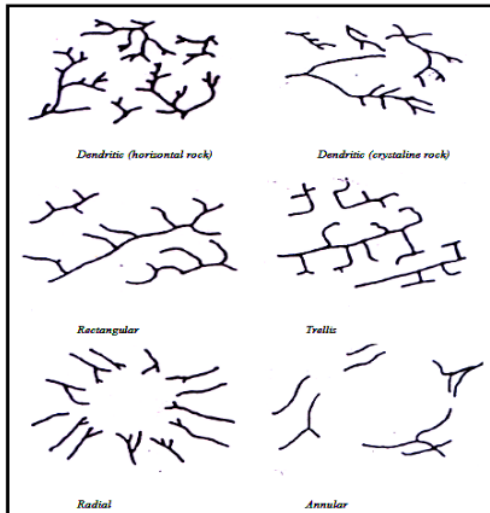 Dendritic (horizontal rock)
Dendritic (crystaline rock)
Rectangular
Trellis
Radial
Annular